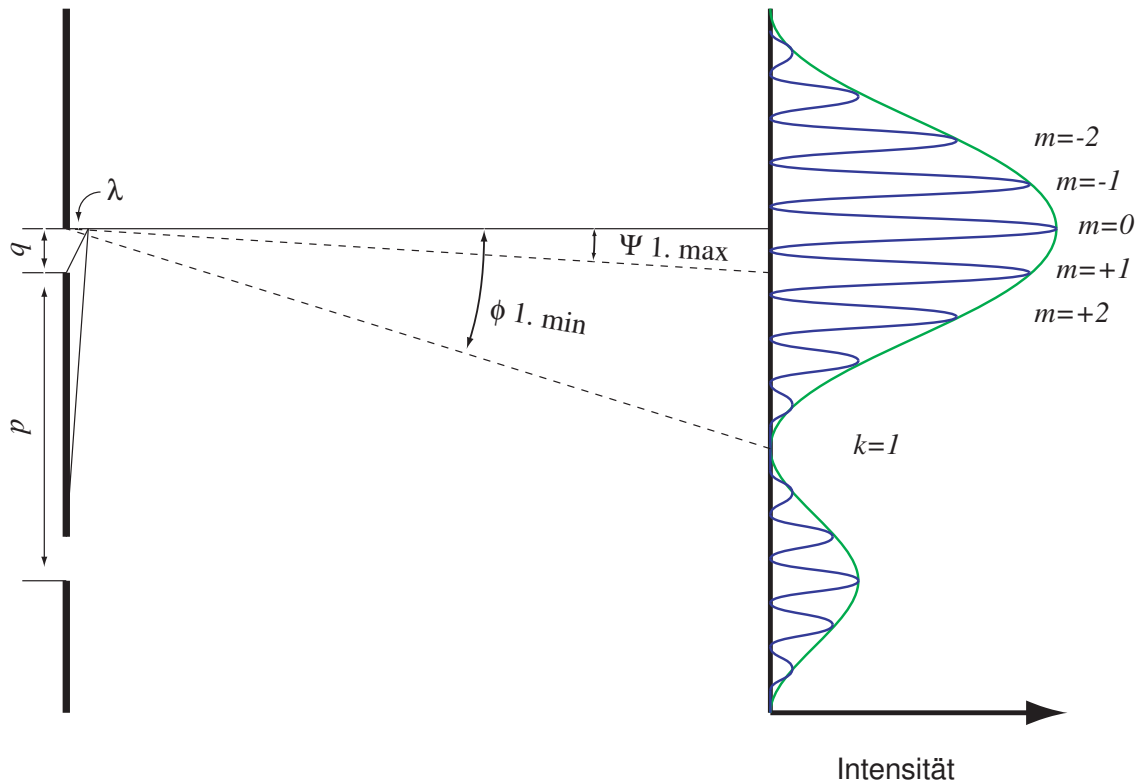 m=-2
m=-1
λ
m=0
b
Ψ 1. max
m=+1
ϕ 1. min
m=+2
d
k=1
Intensität